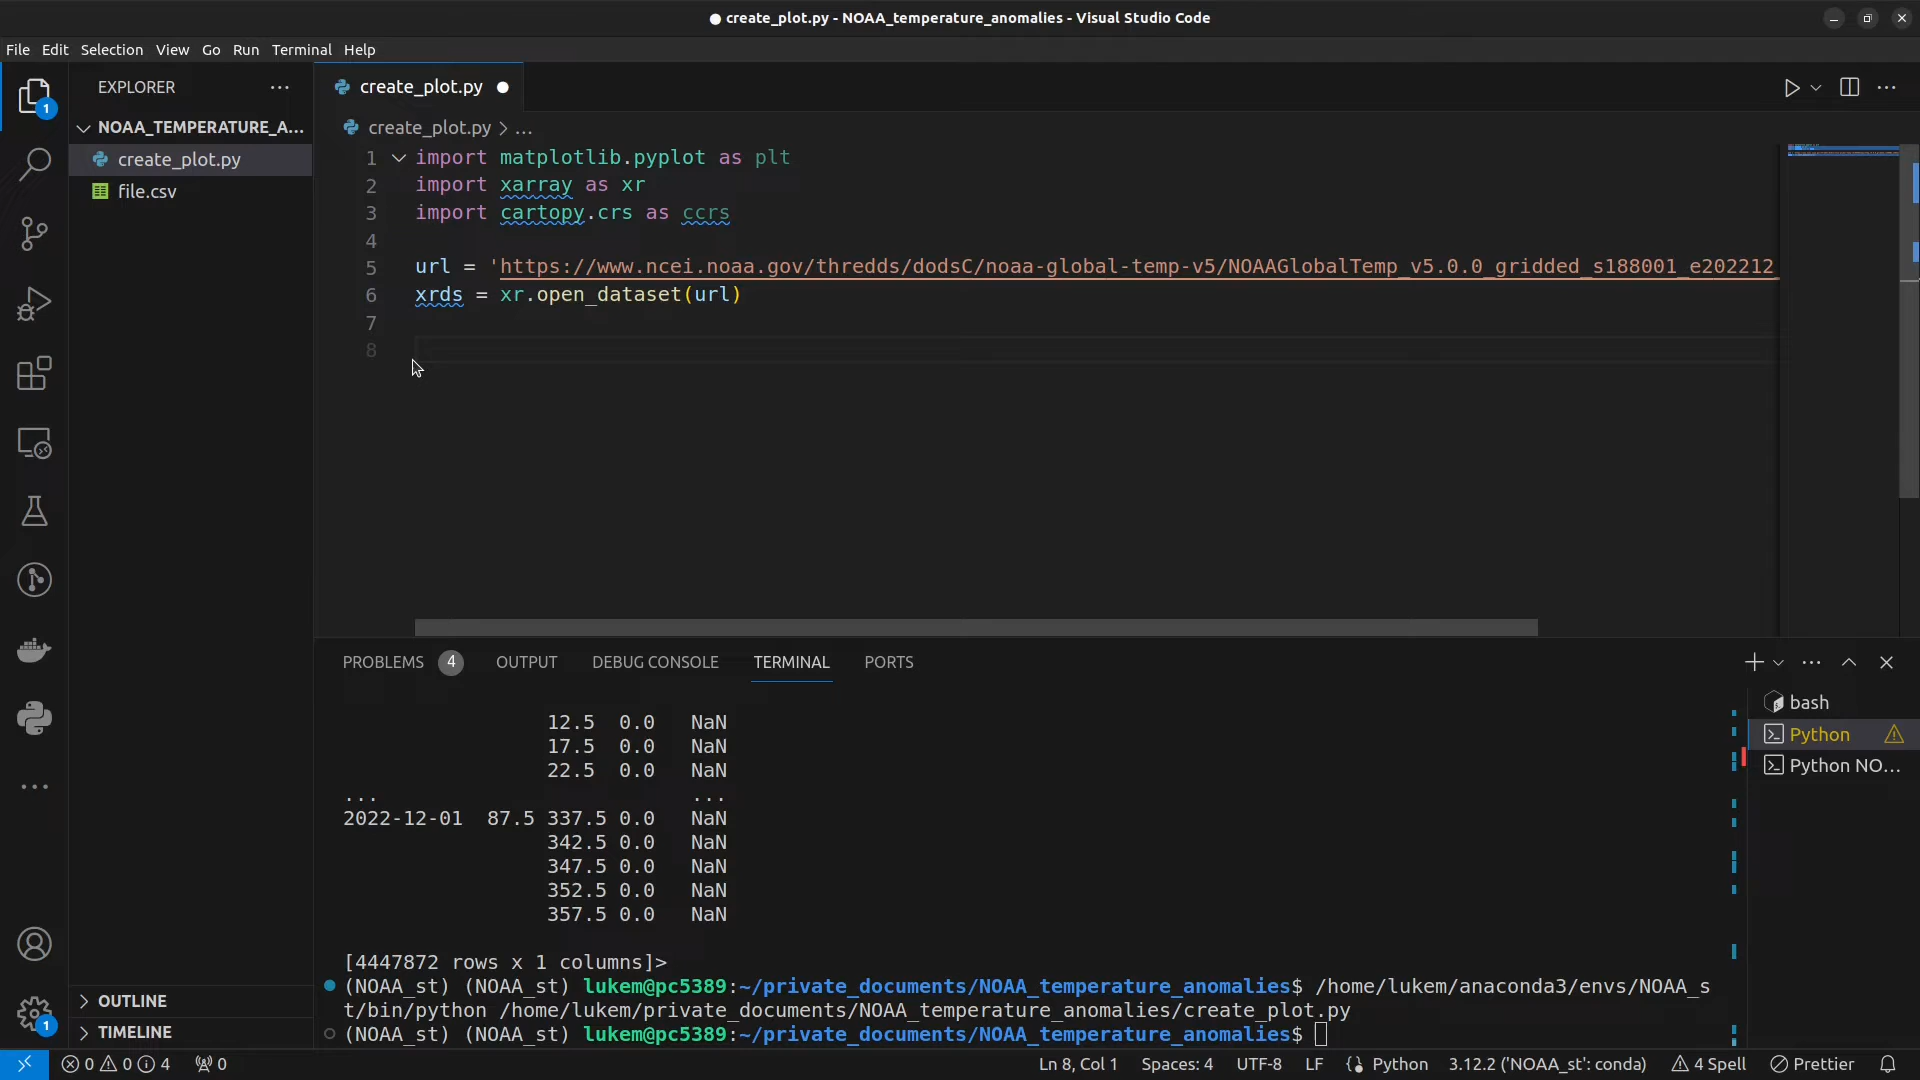 create_plot.py - NOAA_temperature_anomalies - Visual Studio Code
File Edit Selection View Go Run Terminal Help
EXPLORER
create_plot.py
1
NOAA_TEMPERATURE_A...
create_plot.py
file.csv
create_plot.py > ...
1 import matplotlib.pyplot as plt
2 import xarray as xr
3 import cartopy.crs as ccrs
4
5 url = 'https://www.ncei.noaa.gov/thredds/dodsC/noaa-global-temp-v5/NOAAGlobalTemp_v5.0.0_gridded_s188001_e202212_
6 xrds = xr.open_dataset(url)
7
8
PROBLEMS 4 OUTPUT DEBUG CONSOLE TERMINAL PORTS
12.5 0.0 NaN
17.5 0.0 NaN
22.5 0.0 NaN
... ...
2022-12-01 87.5 337.5 0.0 NaN
342.5 0.0 NaN
347.5 0.0 NaN
352.5 0.0 NaN
357.5 0.0 NaN
[4447872 rows x 1 columns]>
(NOAA_st) (NOAA_st) lukem@pc5389:~/private_documents/NOAA_temperature_anomalies$ /home/lukem/anaconda3/envs/NOAA_s
t/bin/python /home/lukem/private_documents/NOAA_temperature_anomalies/create_plot.py
(NOAA_st) (NOAA_st) lukem@pc5389:~/private_documents/NOAA_temperature_anomalies$
bash
Python
Python NO...
OUTLINE
TIMELINE
1
0 0 4 0
Ln 8, Col 1 Spaces: 4 UTF-8 LF Python 3.12.2 ('NOAA_st': conda) 4 Spell Prettier